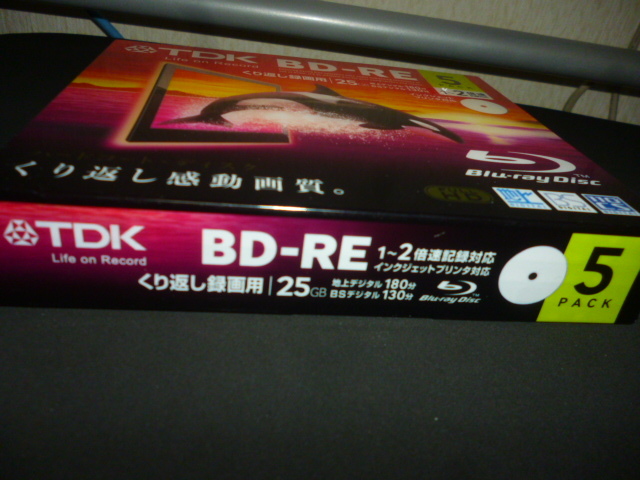 TDK
Life on Record
BD-RE
くり返し録画用 25
5
くり返し感動画質。
Blu-ray Disc
TDK
Life on Record
BD-RE
1~2倍速記録対応
インクジェットプリンタ対応
くり返し録画用 25GB
地上デジタル 180分
BSデジタル 130分
Blu-ray Disc
5
PACK